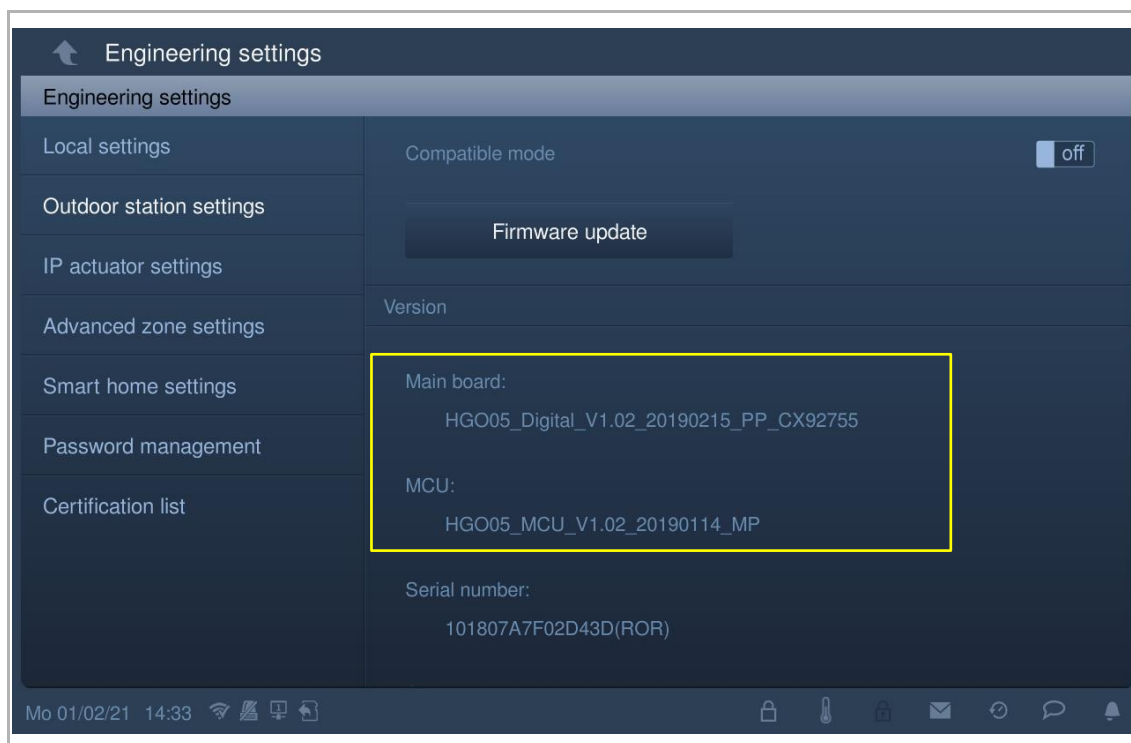 Engineering settings
Engineering settings
Local settings
Outdoor station settings
IP actuator settings
Advanced zone settings
Smart home settings
Password management
Certification list
Compatible mode
off
Firmware update
Version
Main board:
HGO05_Digital_V1.02_20190215_PP_CX92755
MCU:
HGO05_MCU_V1.02_20190114_MP
Serial number:
101807A7F02D43D(ROR)
Mo 01/02/21 14:33